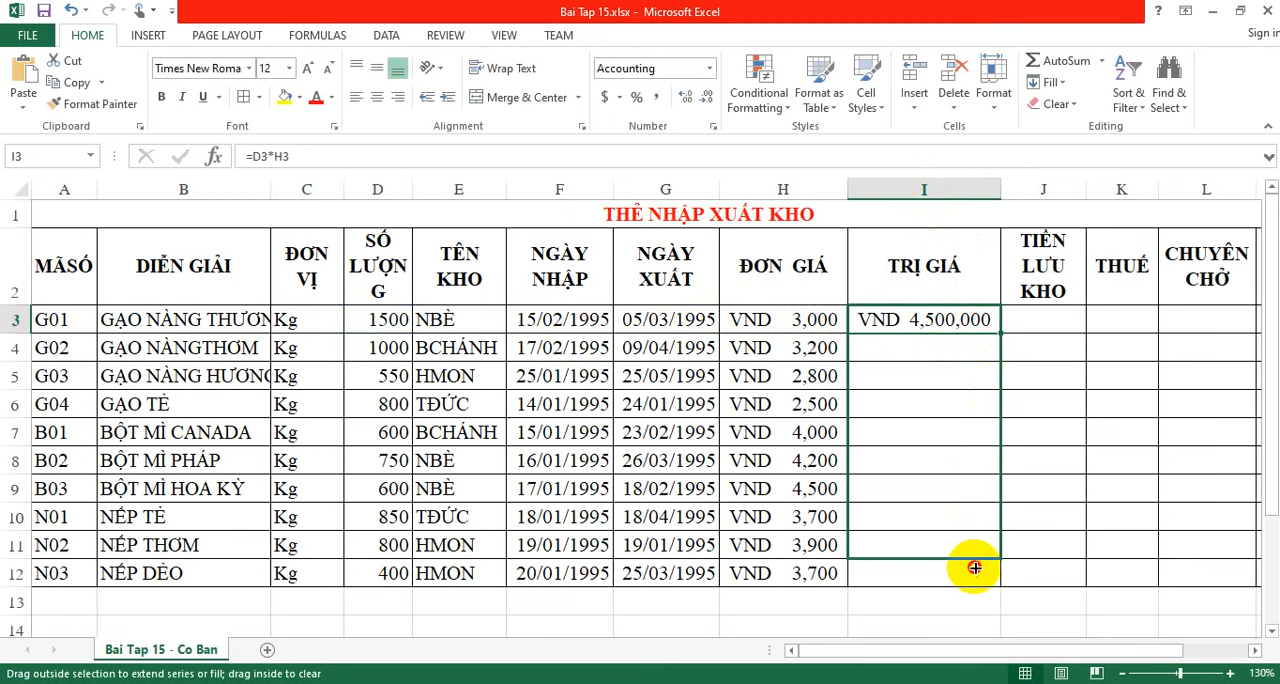 Bai Tap 15.xlsx - Microsoft Excel
?
FILE HOME INSERT PAGE LAYOUT FORMULAS DATA REVIEW VIEW TEAM Sign in
Paste Cut Copy Format Painter Clipboard
Times New Roma 12 B I U A Font
Wrap Text Merge & Center Alignment
Accounting $ % , Number
Conditional Formatting Format as Table Cell Styles Styles
Insert Delete Format Cells
AutoSum Fill Clear Sort & Filter Find & Select Editing
I3 fx =D3*H3
A B C D E F G H I J K L
1 THẺ NHẬP XUẤT KHO
2 MÃSỐ DIỄN GIẢI ĐƠN VỊ SỐ LƯỢNG TÊN KHO NGÀY NHẬP NGÀY XUẤT ĐƠN GIÁ TRỊ GIÁ TIỀN LƯU KHO THUẾ CHUYÊN CHỞ
3 G01 GẠO NÀNG THƯƠN Kg 1500 NBÈ 15/02/1995 05/03/1995 VND 3,000 VND 4,500,000
4 G02 GẠO NÀNGTHƠM Kg 1000 BCHÁNH 17/02/1995 09/04/1995 VND 3,200
5 G03 GẠO NÀNG HƯƠNG Kg 550 HMON 25/01/1995 25/05/1995 VND 2,800
6 G04 GẠO TẺ Kg 800 TĐỨC 14/01/1995 24/01/1995 VND 2,500
7 B01 BỘT MÌ CANADA Kg 600 BCHÁNH 15/01/1995 23/02/1995 VND 4,000
8 B02 BỘT MÌ PHÁP Kg 750 NBÈ 16/01/1995 26/03/1995 VND 4,200
9 B03 BỘT MÌ HOA KỲ Kg 600 NBÈ 17/01/1995 18/02/1995 VND 4,500
10 N01 NẾP TẺ Kg 850 TĐỨC 18/01/1995 18/04/1995 VND 3,700
11 N02 NẾP THƠM Kg 800 HMON 19/01/1995 19/01/1995 VND 3,900
12 N03 NẾP DẺO Kg 400 HMON 20/01/1995 25/03/1995 VND 3,700
13
14
Bai Tap 15 - Co Ban
Drag outside selection to extend series or fill; drag inside to clear 130%